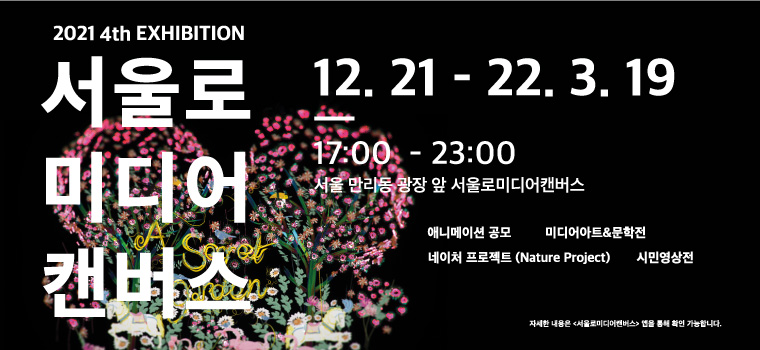 2021 4th EXHIBITION
서울로
미디어
캔버스
12. 21 - 22. 3. 19
17:00 - 23:00
서울 만리동 광장 앞 서울로미디어캔버스
애니메이션 공모 미디어아트&문학전
네이처 프로젝트 (Nature Project) 시민영상전
A Secret
Garden
자세한 내용은 <서울로미디어캔버스> 앱을 통해 확인 가능합니다.